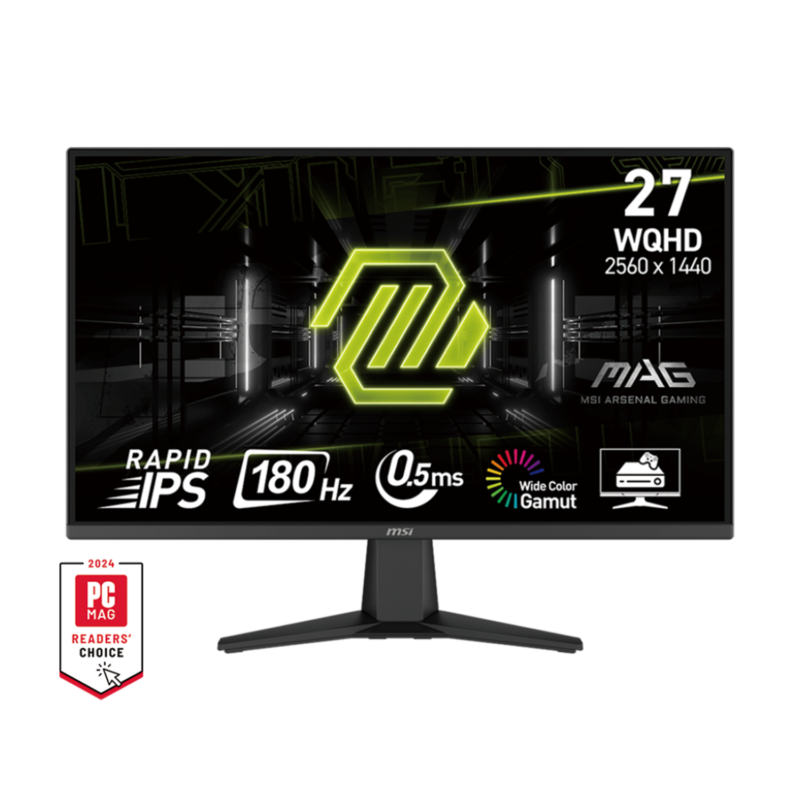 27
WQHD
2560 x 1440
MAG
MSI ARSENAL GAMING
RAPID
IPS
180 Hz
0.5ms
Wide Color
Gamut
msi
2024
PC
MAG
READERS'
CHOICE